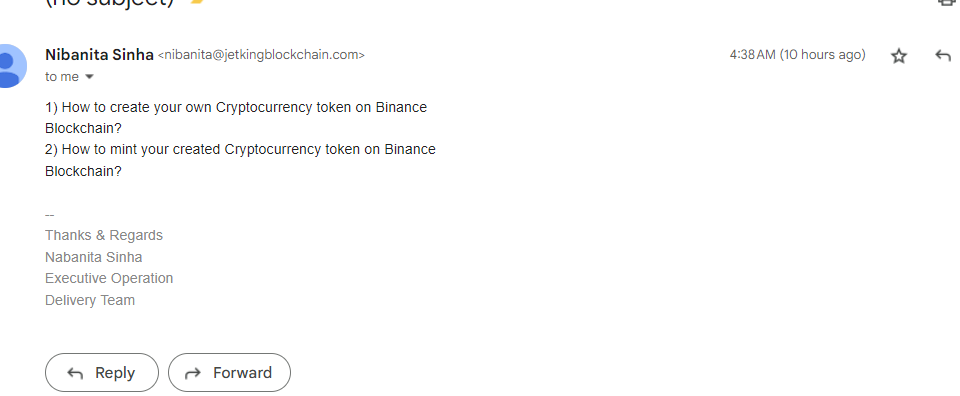 (no subject)
Nibanita Sinha <nibanita@jetkingblockchain.com>
4:38 AM (10 hours ago)
to me
1) How to create your own Cryptocurrency token on Binance
Blockchain?
2) How to mint your created Cryptocurrency token on Binance
Blockchain?
--
Thanks & Regards
Nabanita Sinha
Executive Operation
Delivery Team
Reply
Forward